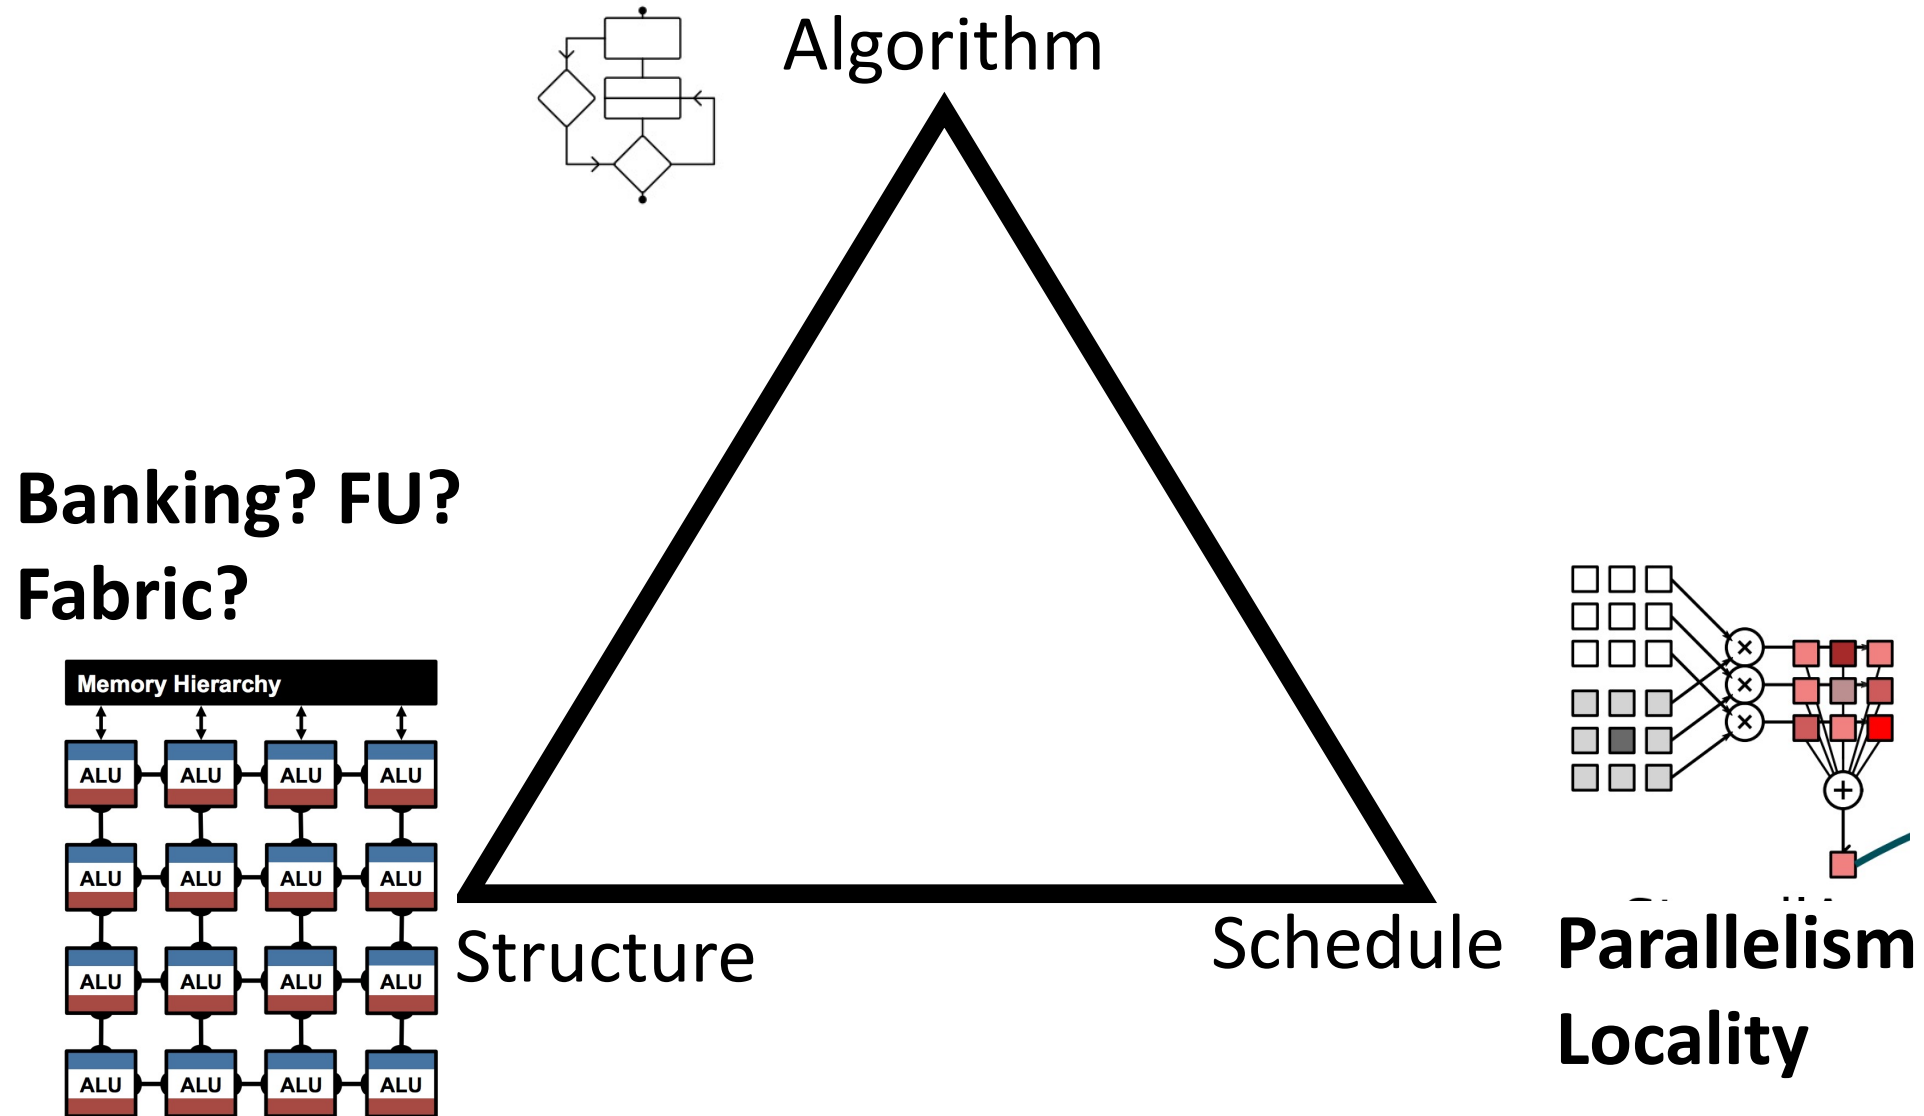 Algorithm
Banking? FU?
Fabric?
Memory Hierarchy
ALU ALU ALU ALU
ALU ALU ALU ALU
ALU ALU ALU ALU
ALU ALU ALU ALU
×
×
×
+
Structure
Schedule
Parallelism
Locality